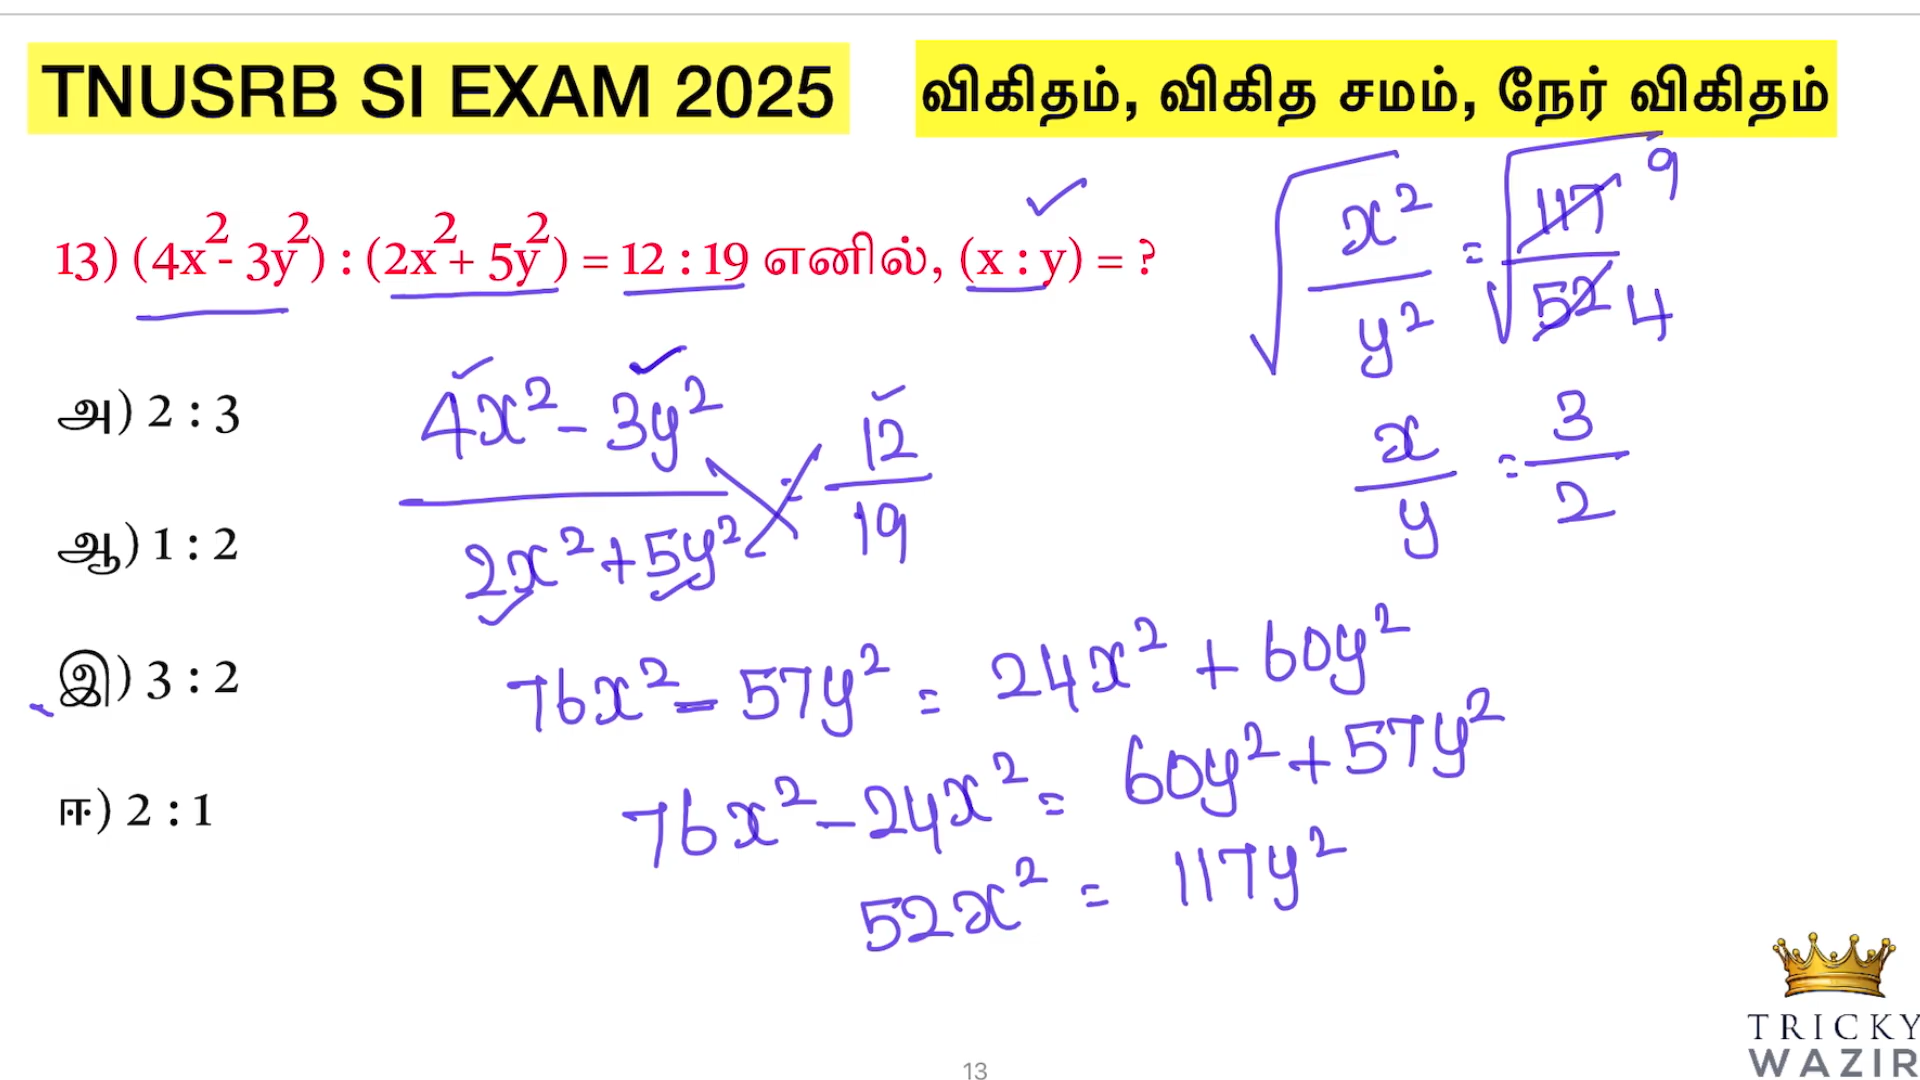 TNUSRB SI EXAM 2025
விகிதம், விகித சமம், நேர் விகிதம்
13) (4x² - 3y²) : (2x² + 5y²) = 12 : 19 எனில், (x : y) = ?
அ) 2 : 3
ஆ) 1 : 2
இ) 3 : 2
ஈ) 2 : 1
4x² - 3y² / 2x² + 5y² = 12 / 19
76x² - 57y² = 24x² + 60y²
76x² - 24x² = 60y² + 57y²
52x² = 117y²
√(x² / y²) = √(117 / 52) 9 4
x / y = 3 / 2
TRICKY
WAZIR
13